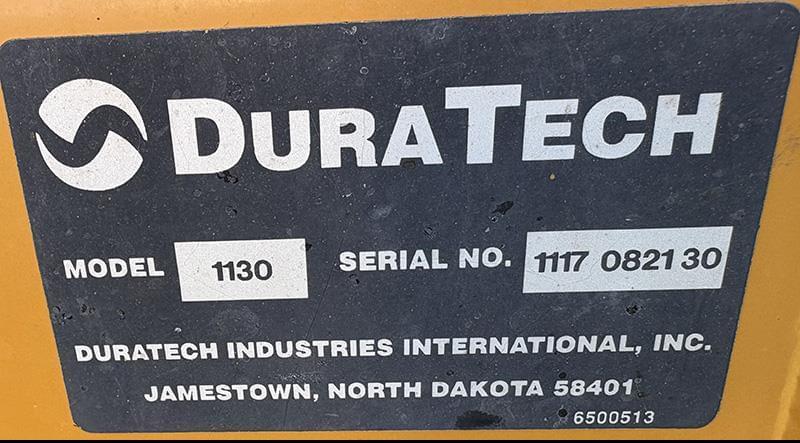 DURATECH
MODEL 1130 SERIAL NO. 1117 082130
DURATECH INDUSTRIES INTERNATIONAL, INC.
JAMESTOWN, NORTH DAKOTA 58401
6500513